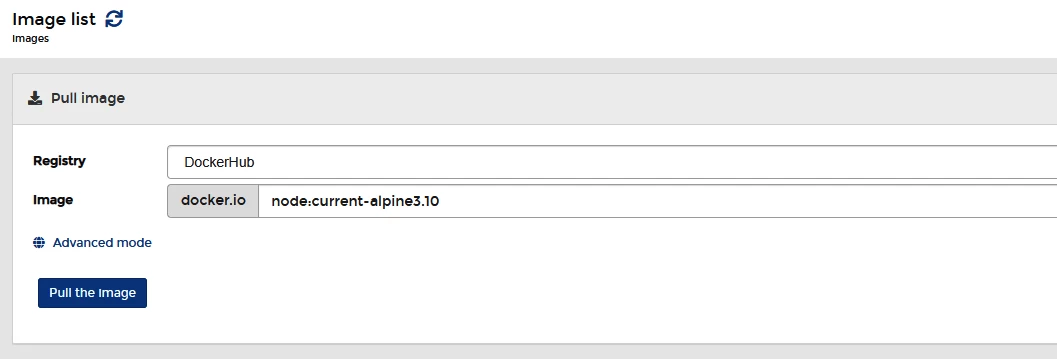 Image list
Images
Pull image
Registry DockerHub
Image docker.io node:current-alpine3.10
Advanced mode
Pull the image